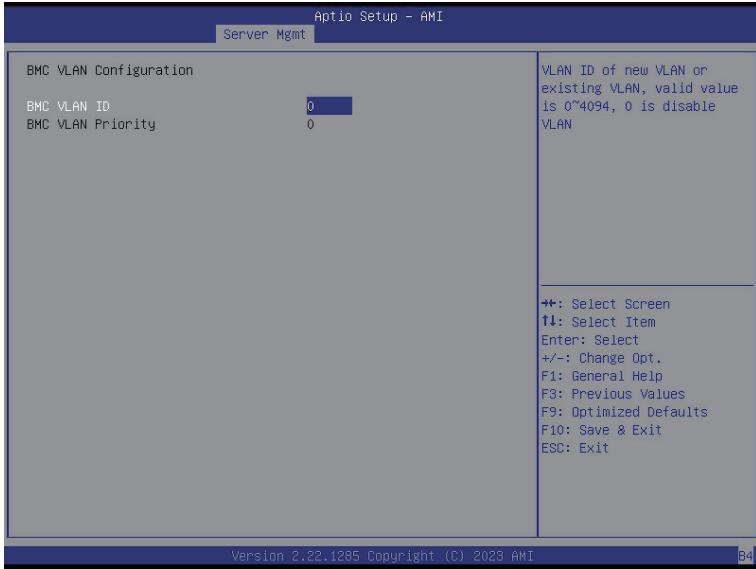 Aptio Setup - AMI
Server Mgmt
BMC VLAN Configuration
BMC VLAN ID 0
BMC VLAN Priority 0
VLAN ID of new VLAN or
existing VLAN, valid value
is 0~4094, 0 is disable
VLAN
→←: Select Screen
↑↓: Select Item
Enter: Select
+/-: Change Opt.
F1: General Help
F3: Previous Values
F9: Optimized Defaults
F10: Save & Exit
ESC: Exit
Version 2.22.1285 Copyright (C) 2023 AMI
B4